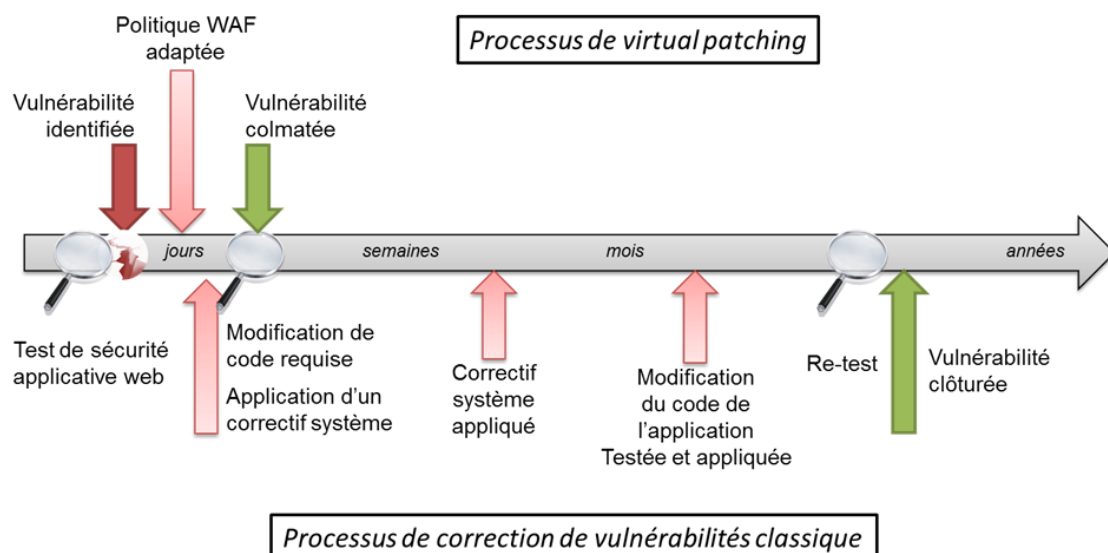 Politique WAF
adaptée
Processus de virtual patching
Vulnérabilité
identifiée
Vulnérabilité
colmatée
jours
semaines
mois
années
Test de sécurité
applicative web
Modification de
code requise
Application d'un
correctif système
Correctif
système
appliqué
Modification
du code de
l'application
Testée et appliquée
Re-test
Vulnérabilité
clôturée
Processus de correction de vulnérabilités classique